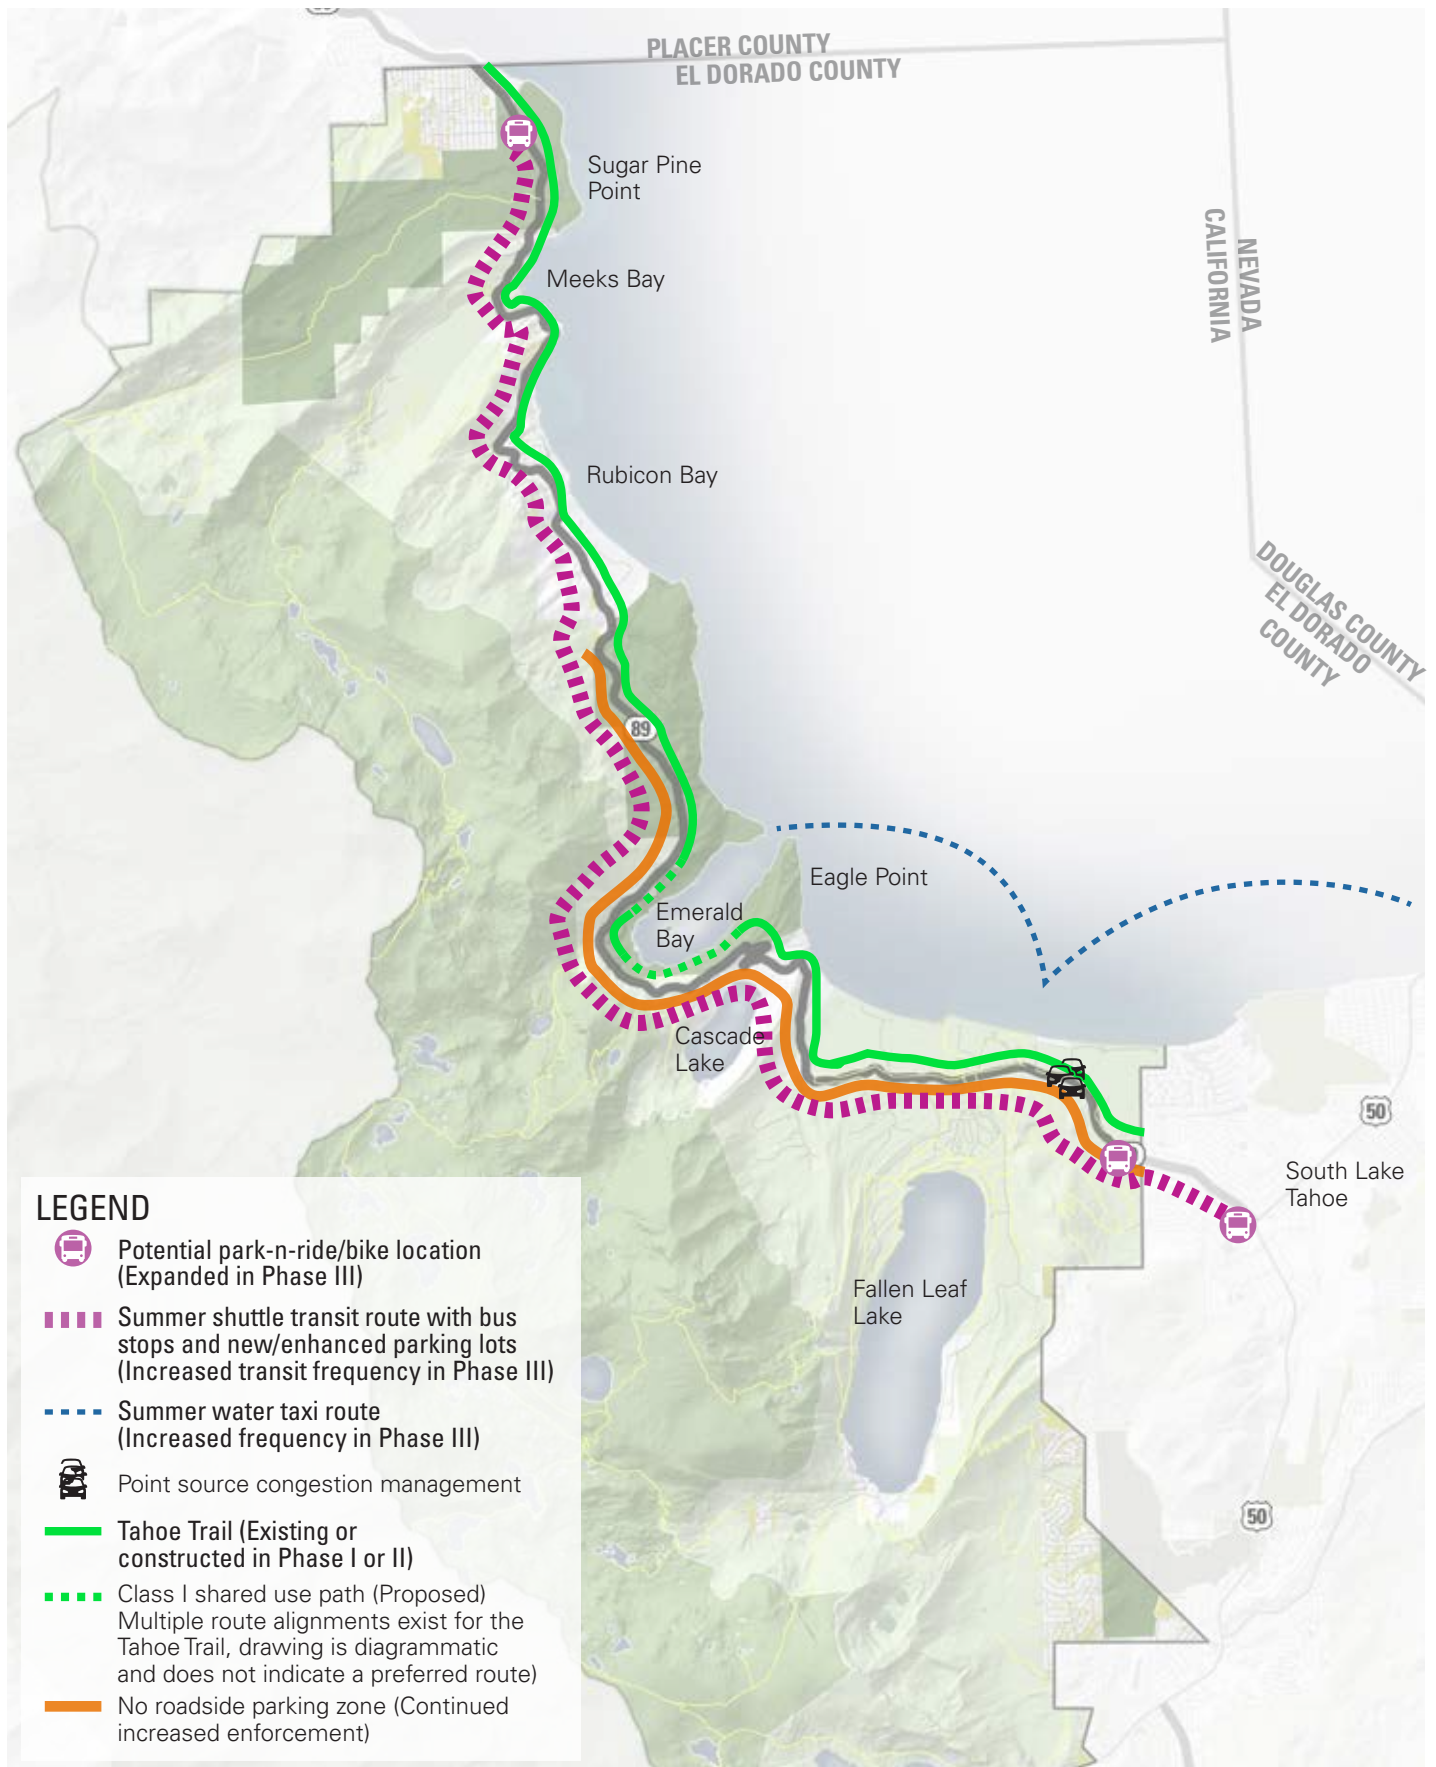 PLACER COUNTY
EL DORADO COUNTY
Sugar Pine
Point
CALIFORNIA
NEVADA
Meeks Bay
Rubicon Bay
DOUGLAS COUNTY
EL DORADO
COUNTY
89
Eagle Point
Emerald
Bay
Cascade
Lake
50
South Lake
Tahoe
Fallen Leaf
Lake
50
LEGEND
Potential park-n-ride/bike location
(Expanded in Phase III)
Summer shuttle transit route with bus
stops and new/enhanced parking lots
(Increased transit frequency in Phase III)
Summer water taxi route
(Increased frequency in Phase III)
Point source congestion management
Tahoe Trail (Existing or
constructed in Phase I or II)
Class I shared use path (Proposed)
Multiple route alignments exist for the
Tahoe Trail, drawing is diagrammatic
and does not indicate a preferred route)
No roadside parking zone (Continued
increased enforcement)